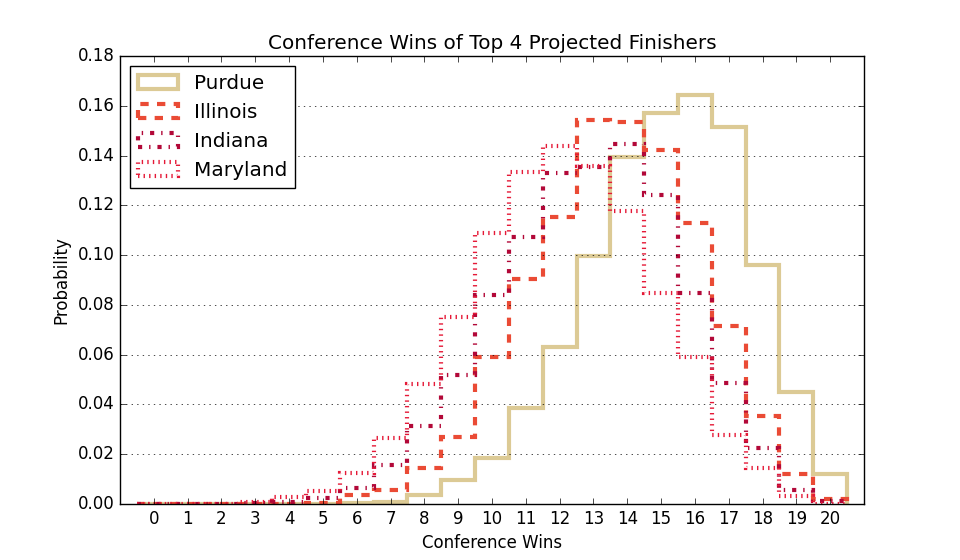 Conference Wins of Top 4 Projected Finishers
0.18
0.16
0.14
0.12
0.10
0.08
0.06
0.04
0.02
0.00
Probability
Purdue
Illinois
Indiana
Maryland
0 1 2 3 4 5 6 7 8 9 10 11 12 13 14 15 16 17 18 19 20
Conference Wins